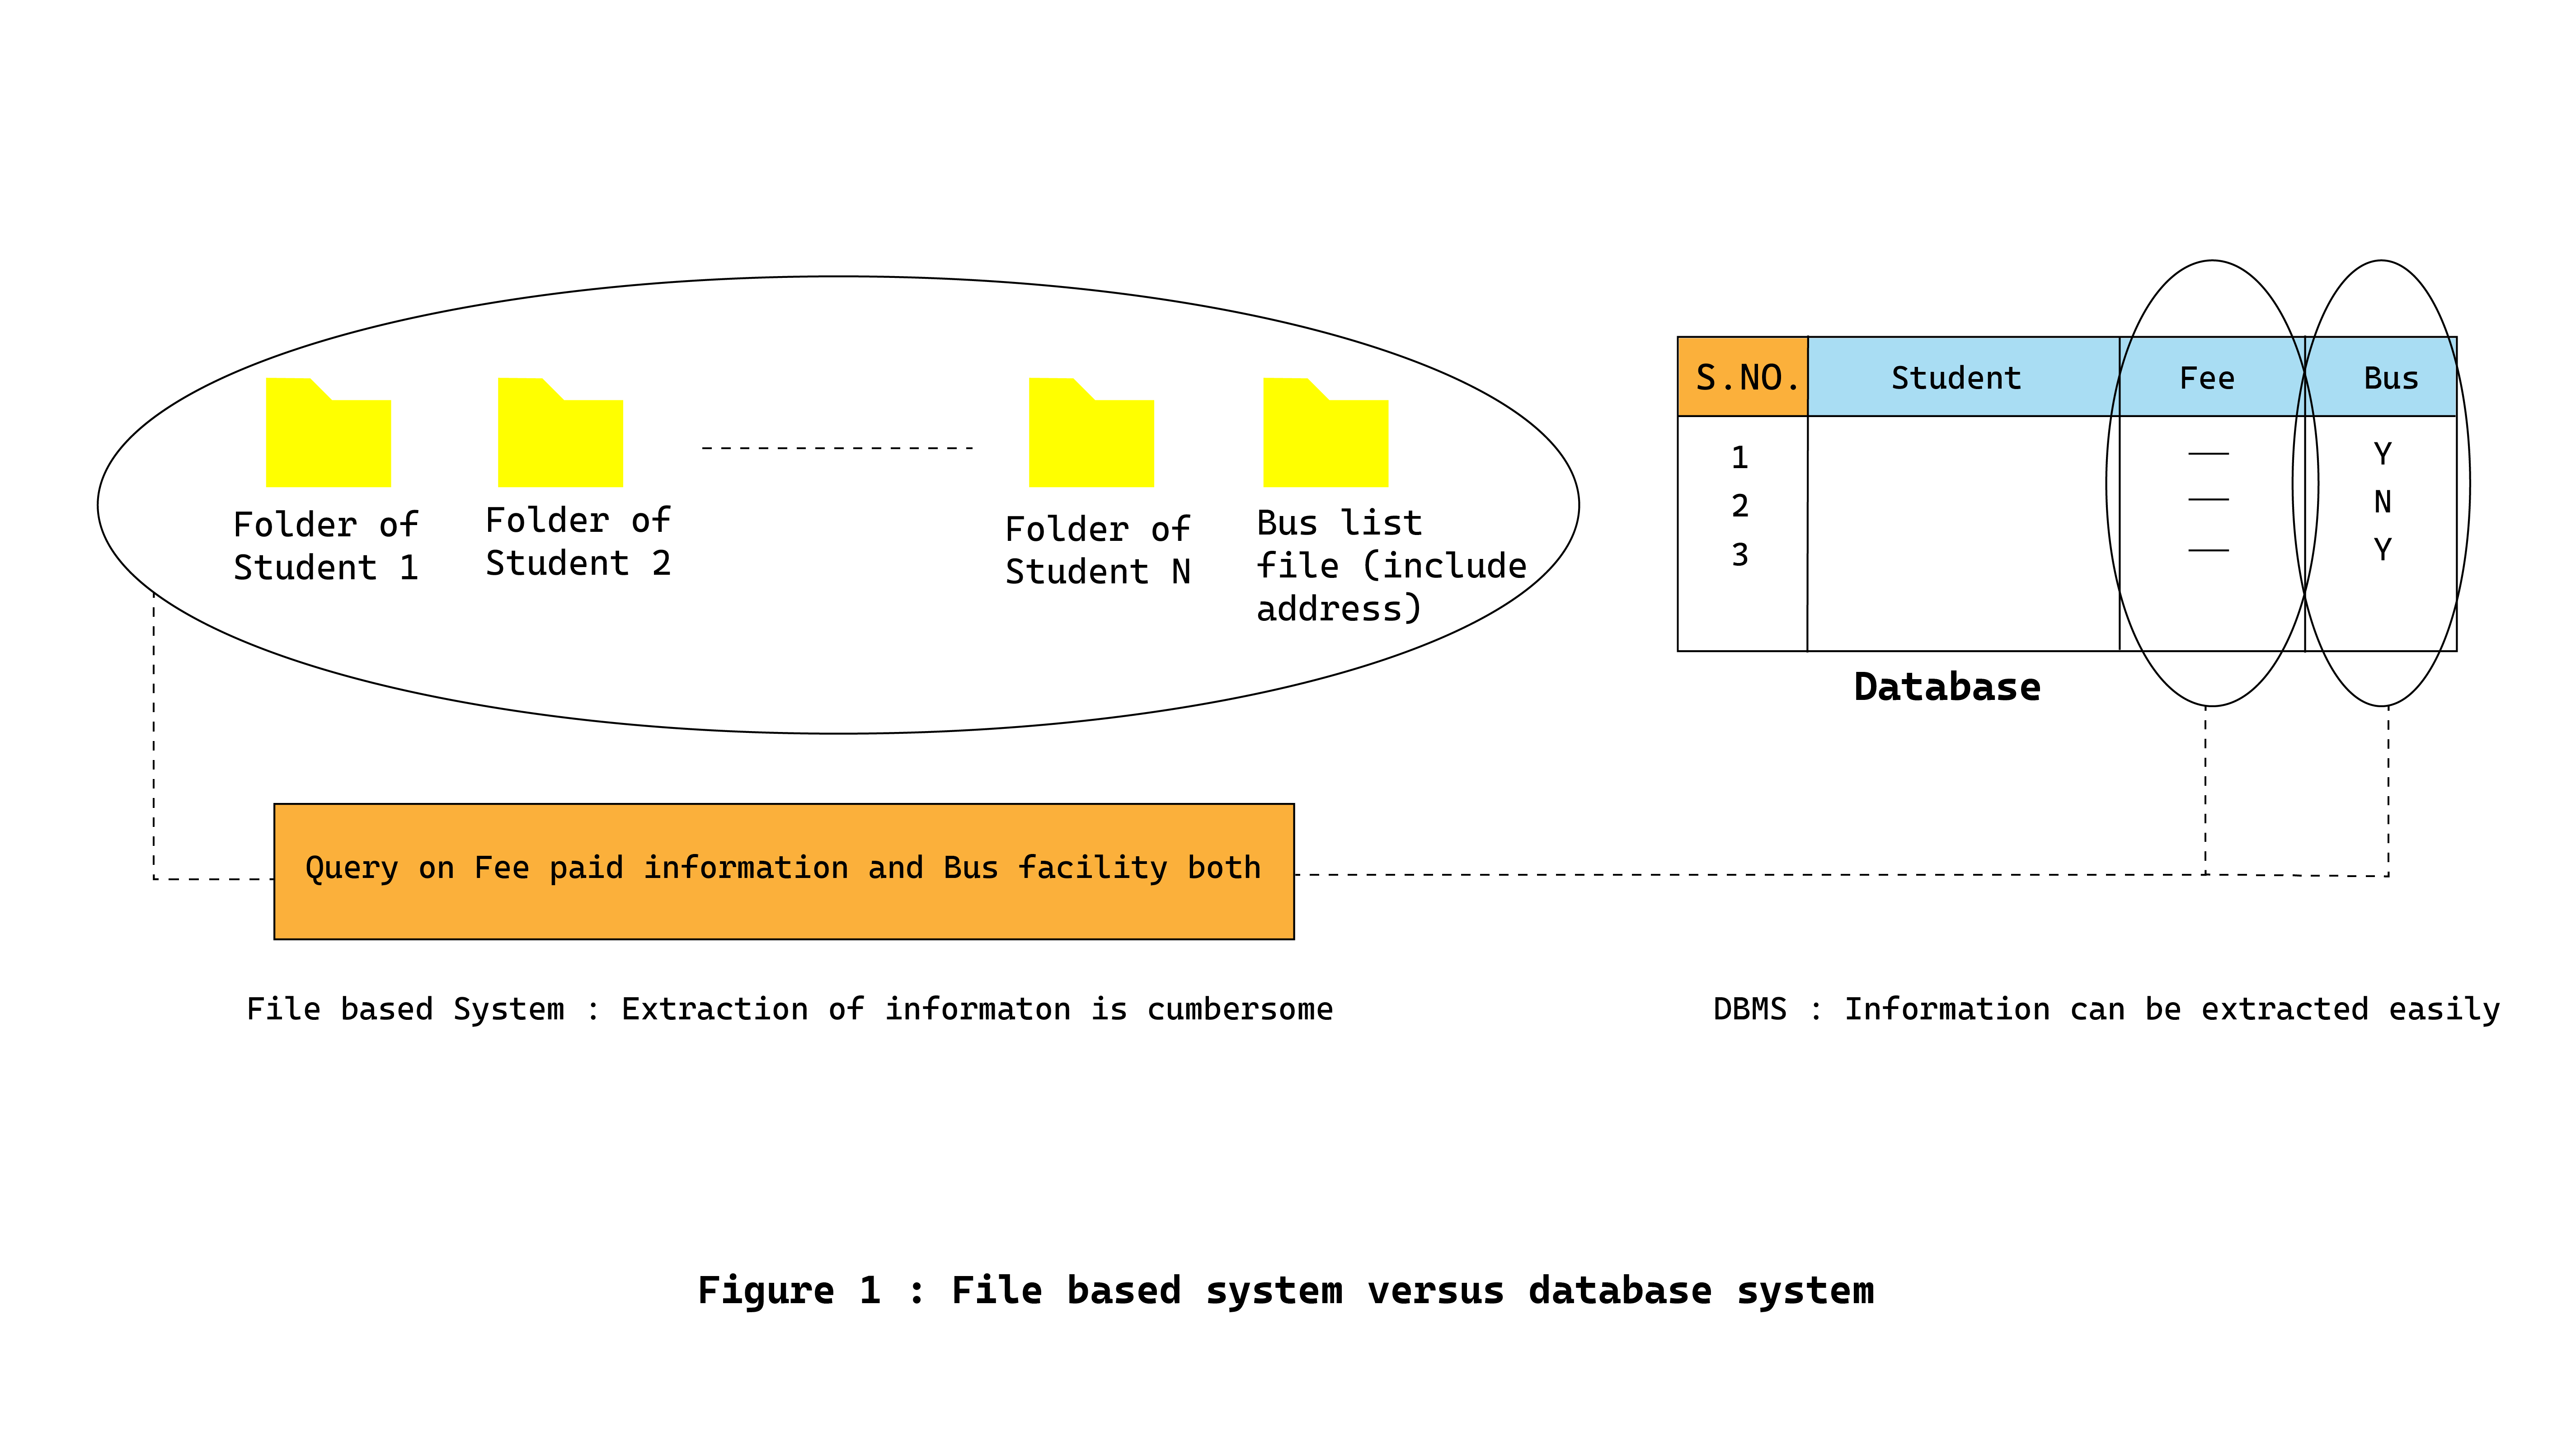 Folder of
Student 1
Folder of
Student 2
Folder of
Student N
Bus list
file (include
address)
S.NO. Student Fee Bus
1 Y
2 N
3 Y
Database
Query on Fee paid information and Bus facility both
File based System : Extraction of informaton is cumbersome
DBMS : Information can be extracted easily
Figure 1 : File based system versus database system